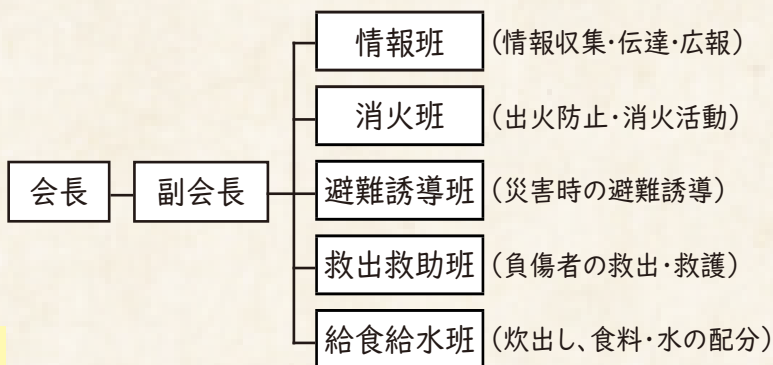 情報班 (情報収集・伝達・広報)
消火班 (出火防止・消火活動)
会長 副会長 避難誘導班 (災害時の避難誘導)
救出救助班 (負傷者の救出・救護)
給食給水班 (炊出し、食料・水の配分)